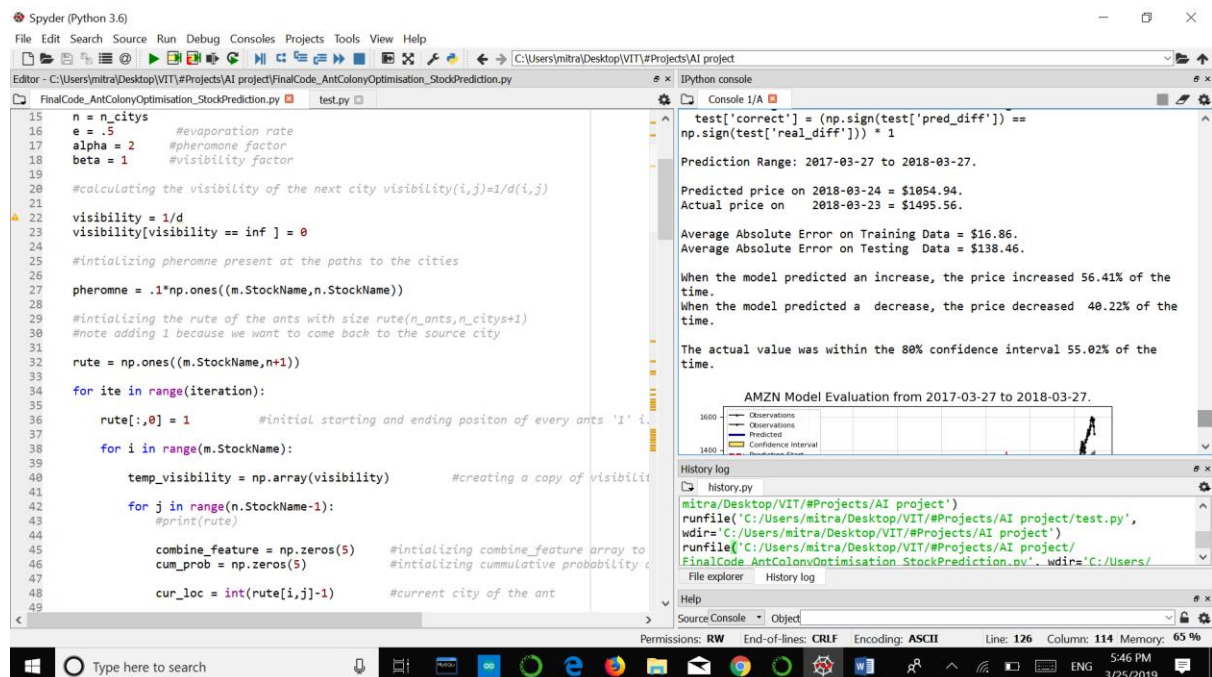 Spyder (Python 3.6)
File Edit Search Source Run Debug Consoles Projects Tools View Help
C:\Users\mitra\Desktop\VIT\#Projects\AI project
Editor - C:\Users\mitra\Desktop\VIT\#Projects\AI project\FinalCode_AntColonyOptimisation_StockPrediction.py
FinalCode_AntColonyOptimisation_StockPrediction.py test.py
15 n = n_citys
16 e = .5 #evaporation rate
17 alpha = 2 #pheromone factor
18 beta = 1 #visibility factor
19
20 #calculating the visibility of the next city visibility(i,j)=1/d(i,j)
21
22 visibility = 1/d
23 visibility[visibility == inf ] = 0
24
25 #intializing pheromne present at the paths to the cities
26
27 pheromne = .1*np.ones((m.StockName,n.StockName))
28
29 #intializing the rute of the ants with size rute(n_ants,n_citys+1)
30 #note adding 1 because we want to come back to the source city
31
32 rute = np.ones((m.StockName,n+1))
33
34 for ite in range(iteration):
35
36 rute[:,0] = 1 #initial starting and ending positon of every ants '1' i.
37
38 for i in range(m.StockName):
39
40 temp_visibility = np.array(visibility) #creating a copy of visibilit
41
42 for j in range(n.StockName-1):
43 #print(rute)
44
45 combine_feature = np.zeros(5) #intializing combine_feature array to
46 cum_prob = np.zeros(5) #intializing cummulative probability
47
48 cur_loc = int(rute[i,j]-1) #current city of the ant
49
IPython console
Console 1/A
test['correct'] = (np.sign(test['pred_diff']) ==
np.sign(test['real_diff'])) * 1
Prediction Range: 2017-03-27 to 2018-03-27.
Predicted price on 2018-03-24 = $1054.94.
Actual price on 2018-03-23 = $1495.56.
Average Absolute Error on Training Data = $16.86.
Average Absolute Error on Testing Data = $138.46.
When the model predicted an increase, the price increased 56.41% of the
time.
When the model predicted a decrease, the price decreased 40.22% of the
time.
The actual value was within the 80% confidence interval 55.02% of the
time.
AMZN Model Evaluation from 2017-03-27 to 2018-03-27.
1600
Observations
Observations
Predicted
Confidence Interval
1400
History log
history.py
mitra/Desktop/VIT/#Projects/AI project')
runfile('C:/Users/mitra/Desktop/VIT/#Projects/AI project/test.py',
wdir='C:/Users/mitra/Desktop/VIT/#Projects/AI project')
runfile('C:/Users/mitra/Desktop/VIT/#Projects/AI project/
FinalCode_AntColonyOptimisation_StockPrediction.py', wdir='C:/Users/
File explorer History log
Help
Source Console Object
Permissions: RW End-of-lines: CRLF Encoding: ASCII Line: 126 Column: 114 Memory: 65 %
Type here to search
ENG
5:46 PM
3/25/2019